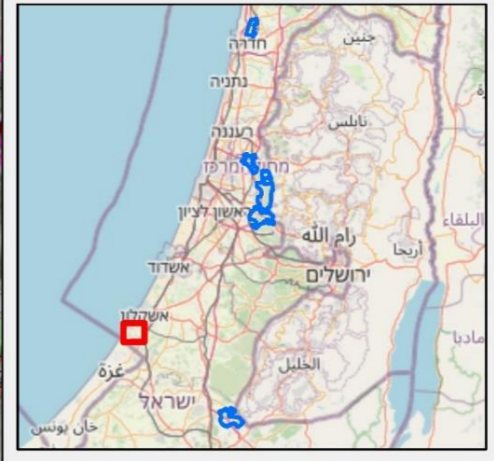 חדרה
جنين
נתניה
نابلس
רעננה
ראשון לציון
البلقاء
رام الله
أريحا
ירושלים
אשדוד
אשקלון
مادبا
الخليل
غزة
ישראל
خان يونس